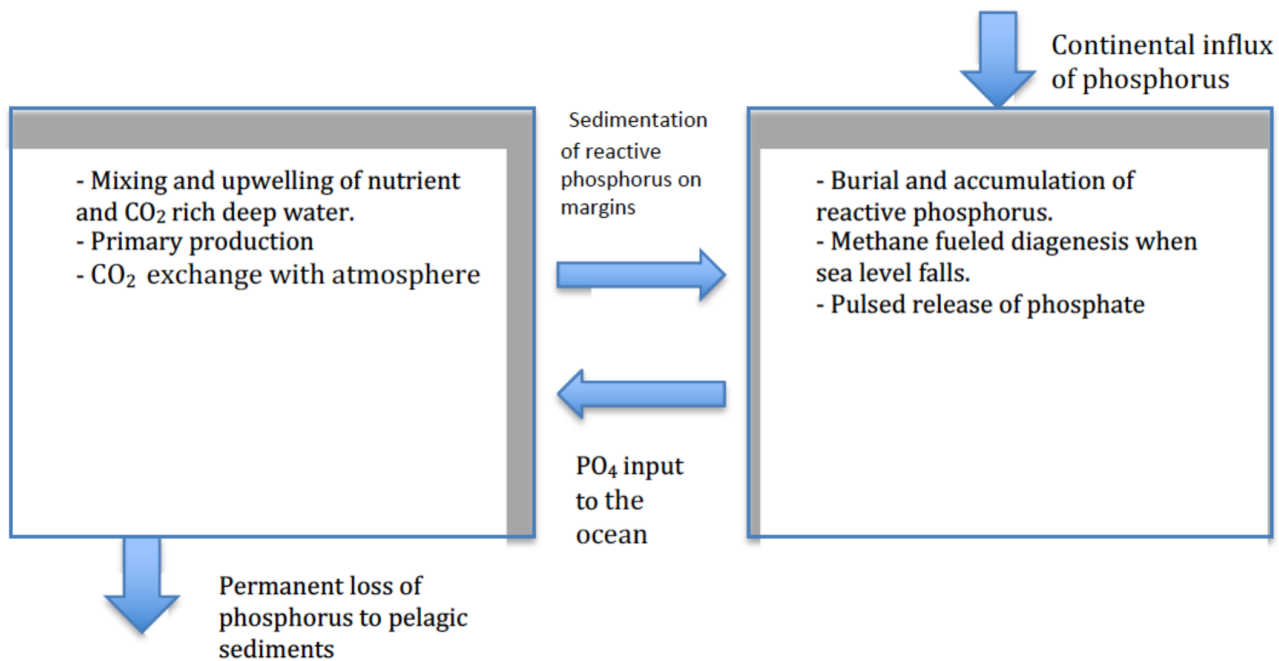 Continental influx
of phosphorus
- Mixing and upwelling of nutrient
and CO₂ rich deep water.
- Primary production
- CO₂ exchange with atmosphere
Sedimentation
of reactive
phosphorus on
margins
- Burial and accumulation of
reactive phosphorus.
- Methane fueled diagenesis when
sea level falls.
- Pulsed release of phosphate
PO₄ input
to the
ocean
Permanent loss of
phosphorus to pelagic
sediments